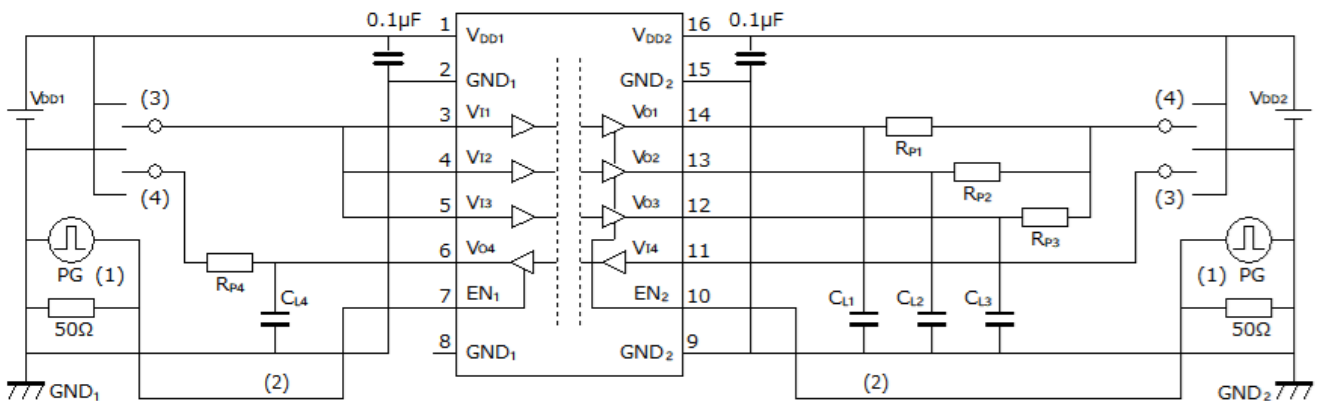 0.1µF 1 VDD1 VDD2 16 0.1µF
2 GND1 GND2 15
VDD1 (3) (4) VDD2
3 VI1 VO1 14 RP1
4 VI2 VO2 13 RP2
(4) (3)
5 VI3 VO3 12 RP3
6 VO4 VI4 11
PG (1) RP4 (1) PG
7 EN1 EN2 10
CL4 CL1 CL2 CL3
50Ω 50Ω
8 GND1 GND2 9
GND1 (2) (2) GND2